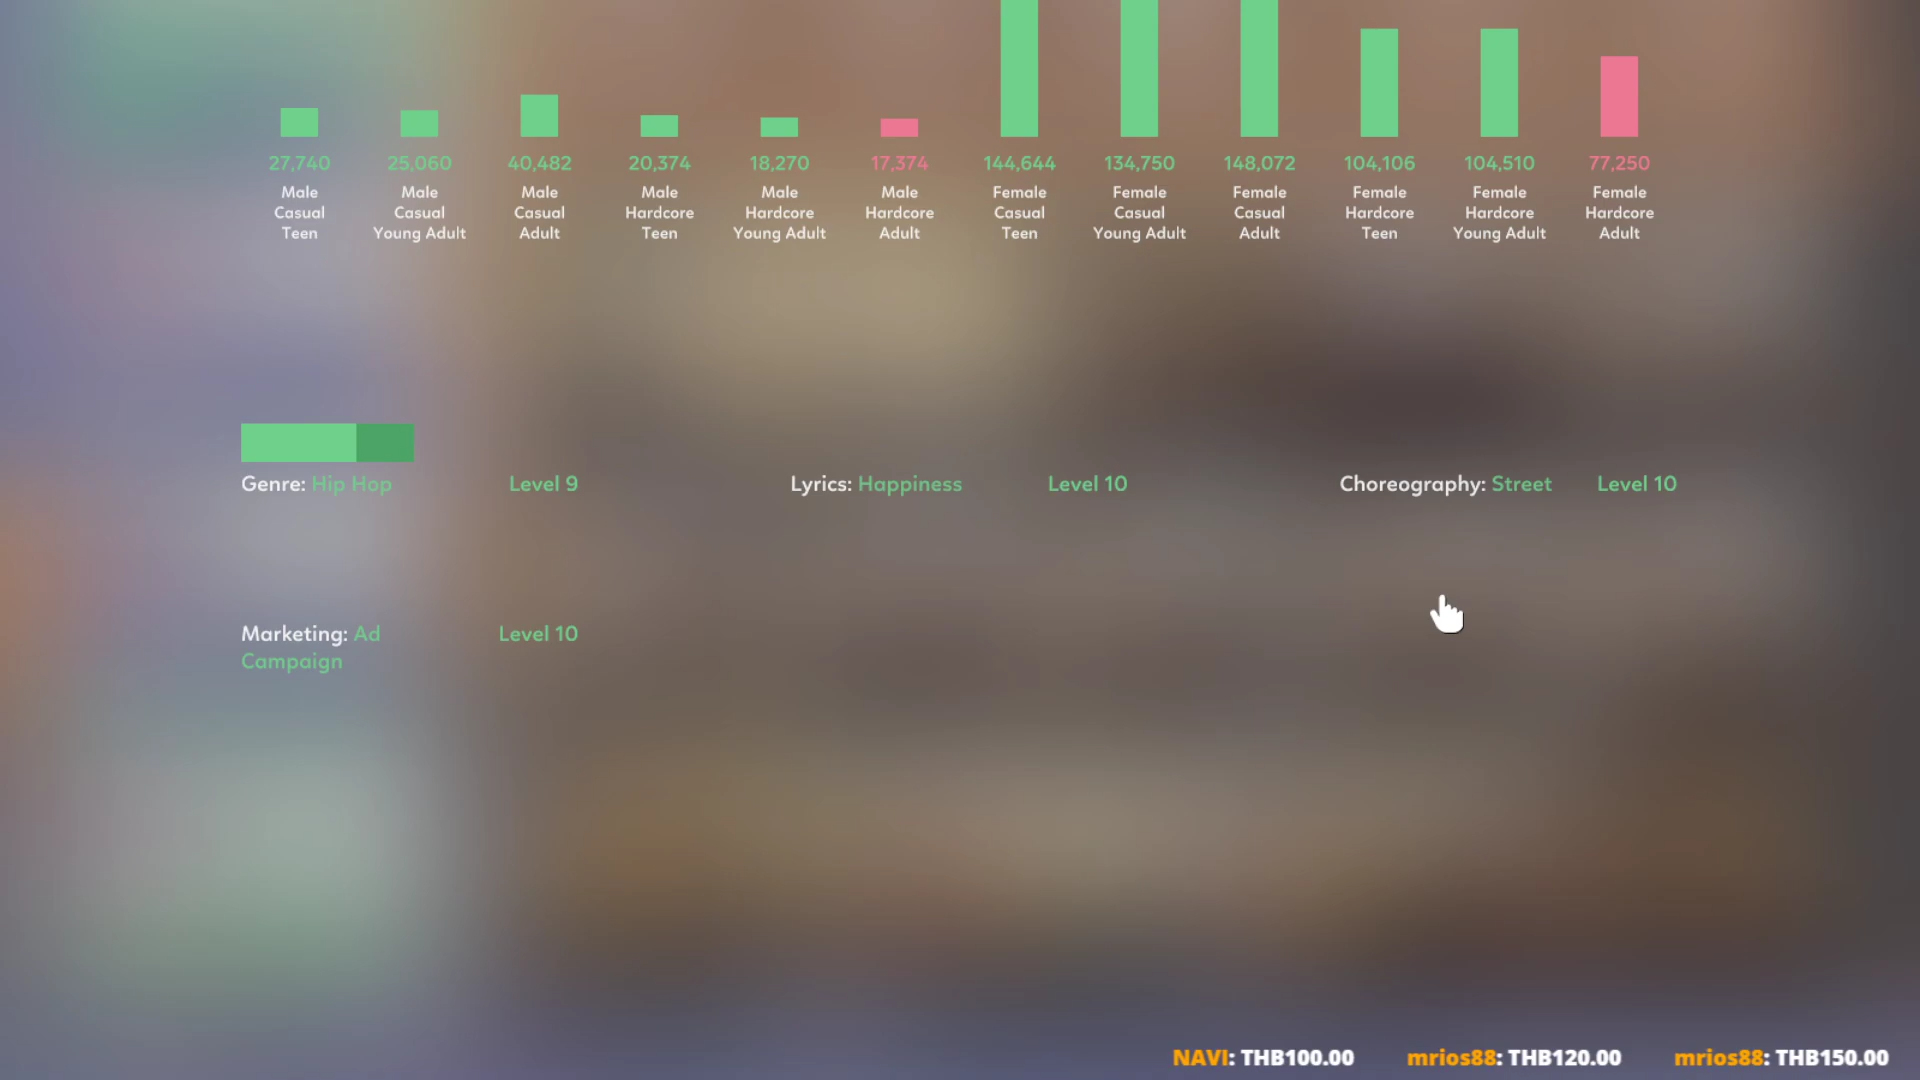 27,740 25,060 40,482 20,374 18,270 17,374 144,644 134,750 148,072 104,106 104,510 77,250
Male Male Male Male Male Male Female Female Female Female Female Female
Casual Casual Casual Hardcore Hardcore Hardcore Casual Casual Casual Hardcore Hardcore Hardcore
Teen Young Adult Adult Teen Young Adult Adult Teen Young Adult Adult Teen Young Adult Adult
Genre: Hip Hop Level 9 Lyrics: Happiness Level 10 Choreography: Street Level 10
Marketing: Ad Level 10
Campaign
NAVI: THB100.00 mrios88: THB120.00 mrios88: THB150.00